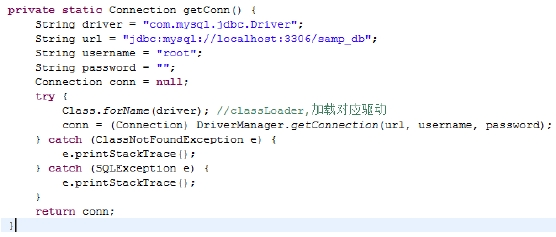 private static Connection getConn() {
    String driver = "com.mysql.jdbc.Driver";
    String url = "jdbc:mysql://localhost:3306/samp_db";
    String username = "root";
    String password = "";
    Connection conn = null;
    try {
        Class.forName(driver); //classLoader,加载对应驱动
        conn = (Connection) DriverManager.getConnection(url, username, password);
    } catch (ClassNotFoundException e) {
        e.printStackTrace();
    } catch (SQLException e) {
        e.printStackTrace();
    }
    return conn;
}